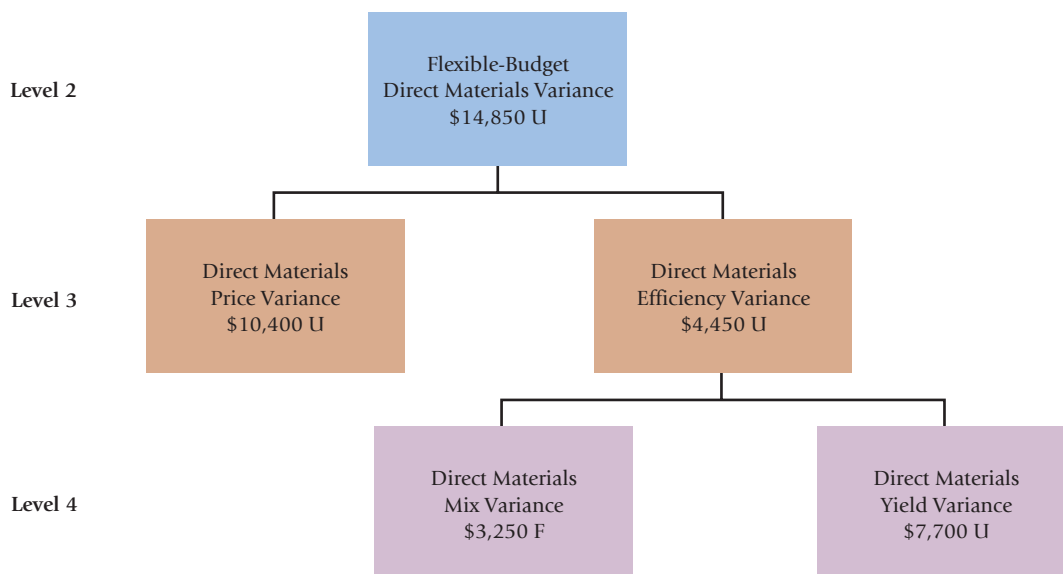 Level 2
Flexible-Budget
Direct Materials Variance
$14,850 U
Level 3
Direct Materials
Price Variance
$10,400 U
Direct Materials
Efficiency Variance
$4,450 U
Level 4
Direct Materials
Mix Variance
$3,250 F
Direct Materials
Yield Variance
$7,700 U